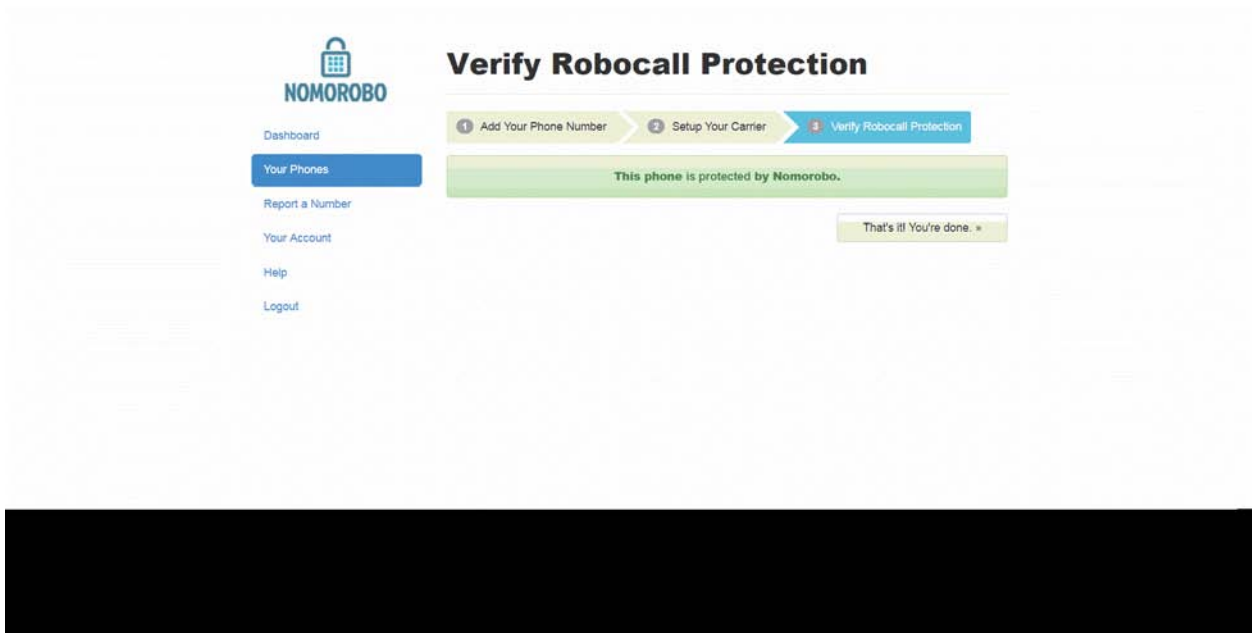 NOMOROBO
Dashboard
Your Phones
Report a Number
Your Account
Help
Logout
Verify Robocall Protection
1 Add Your Phone Number 2 Setup Your Carrier 3 Verify Robocall Protection
This phone is protected by Nomorobo.
That's it! You're done. »